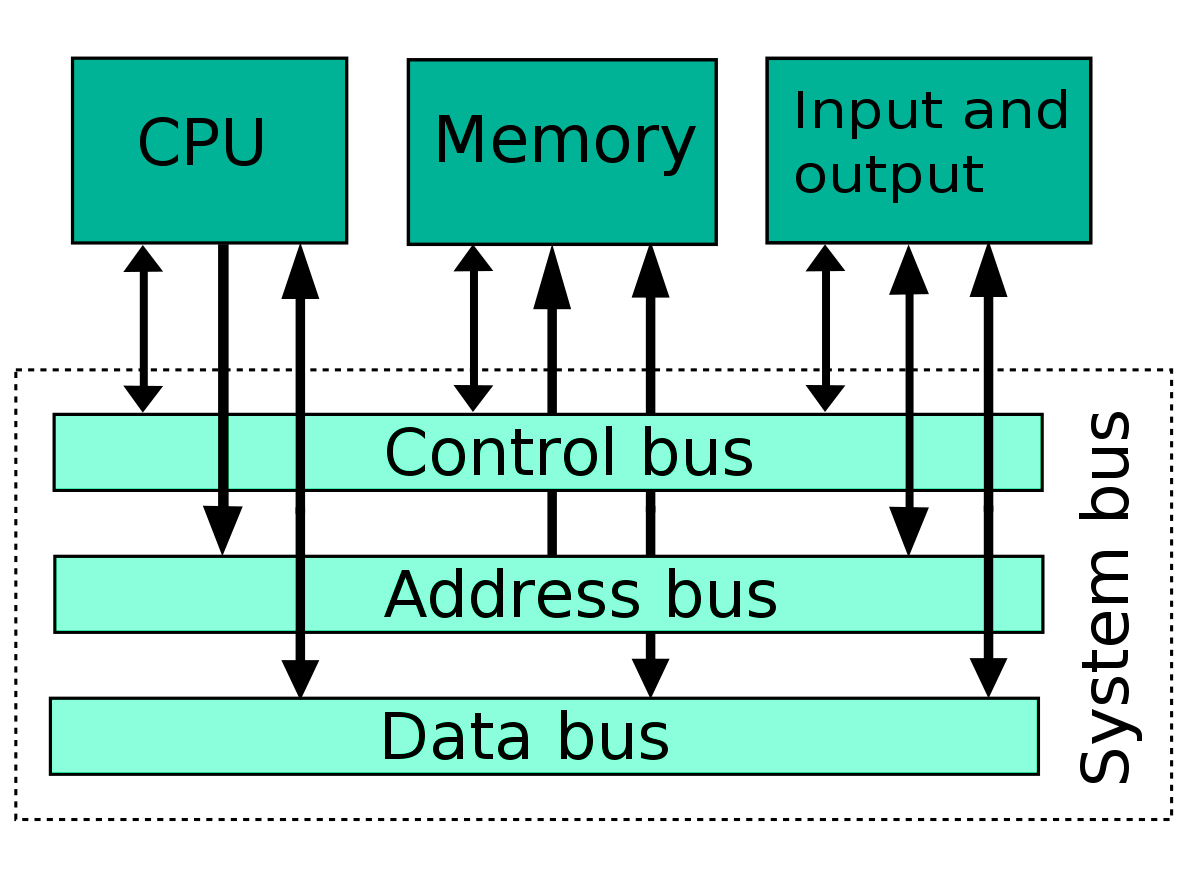 CPU
Memory
Input and
output
Control bus
Address bus
Data bus
System bus